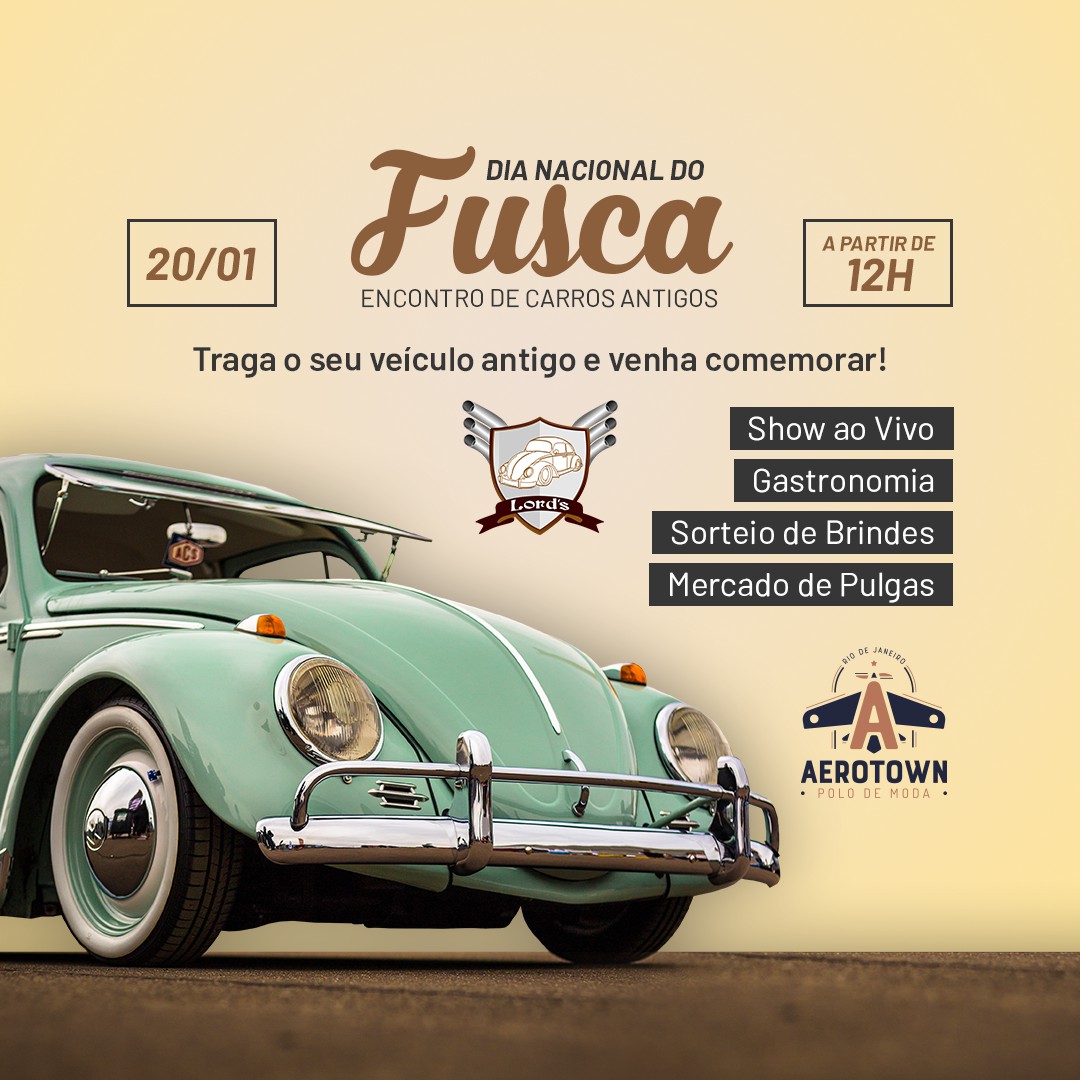 DIA NACIONAL DO
Fusca
ENCONTRO DE CARROS ANTIGOS
20/01
A PARTIR DE
12H
Traga o seu veículo antigo e venha comemorar!
Lord's
Show ao Vivo
Gastronomia
Sorteio de Brindes
Mercado de Pulgas
ACS
RIO DE JANEIRO
A
AEROTOWN
• POLO DE MODA •